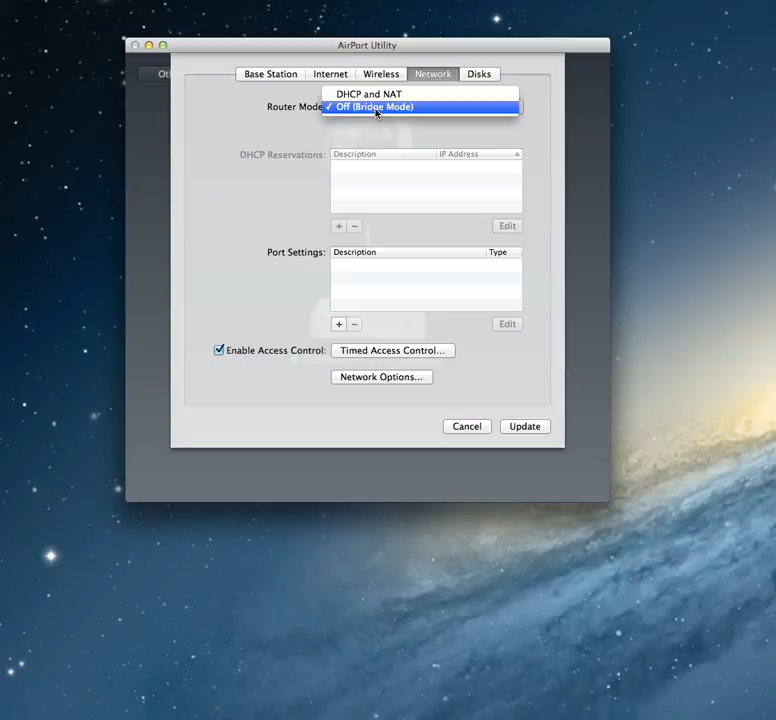 AirPort Utility
Ot
Base Station Internet Wireless Network Disks
DHCP and NAT
Router Mode ✓ Off (Bridge Mode)
DHCP Reservations: Description IP Address
+ − Edit
Port Settings: Description Type
+ − Edit
Enable Access Control: Timed Access Control...
Network Options...
Cancel Update